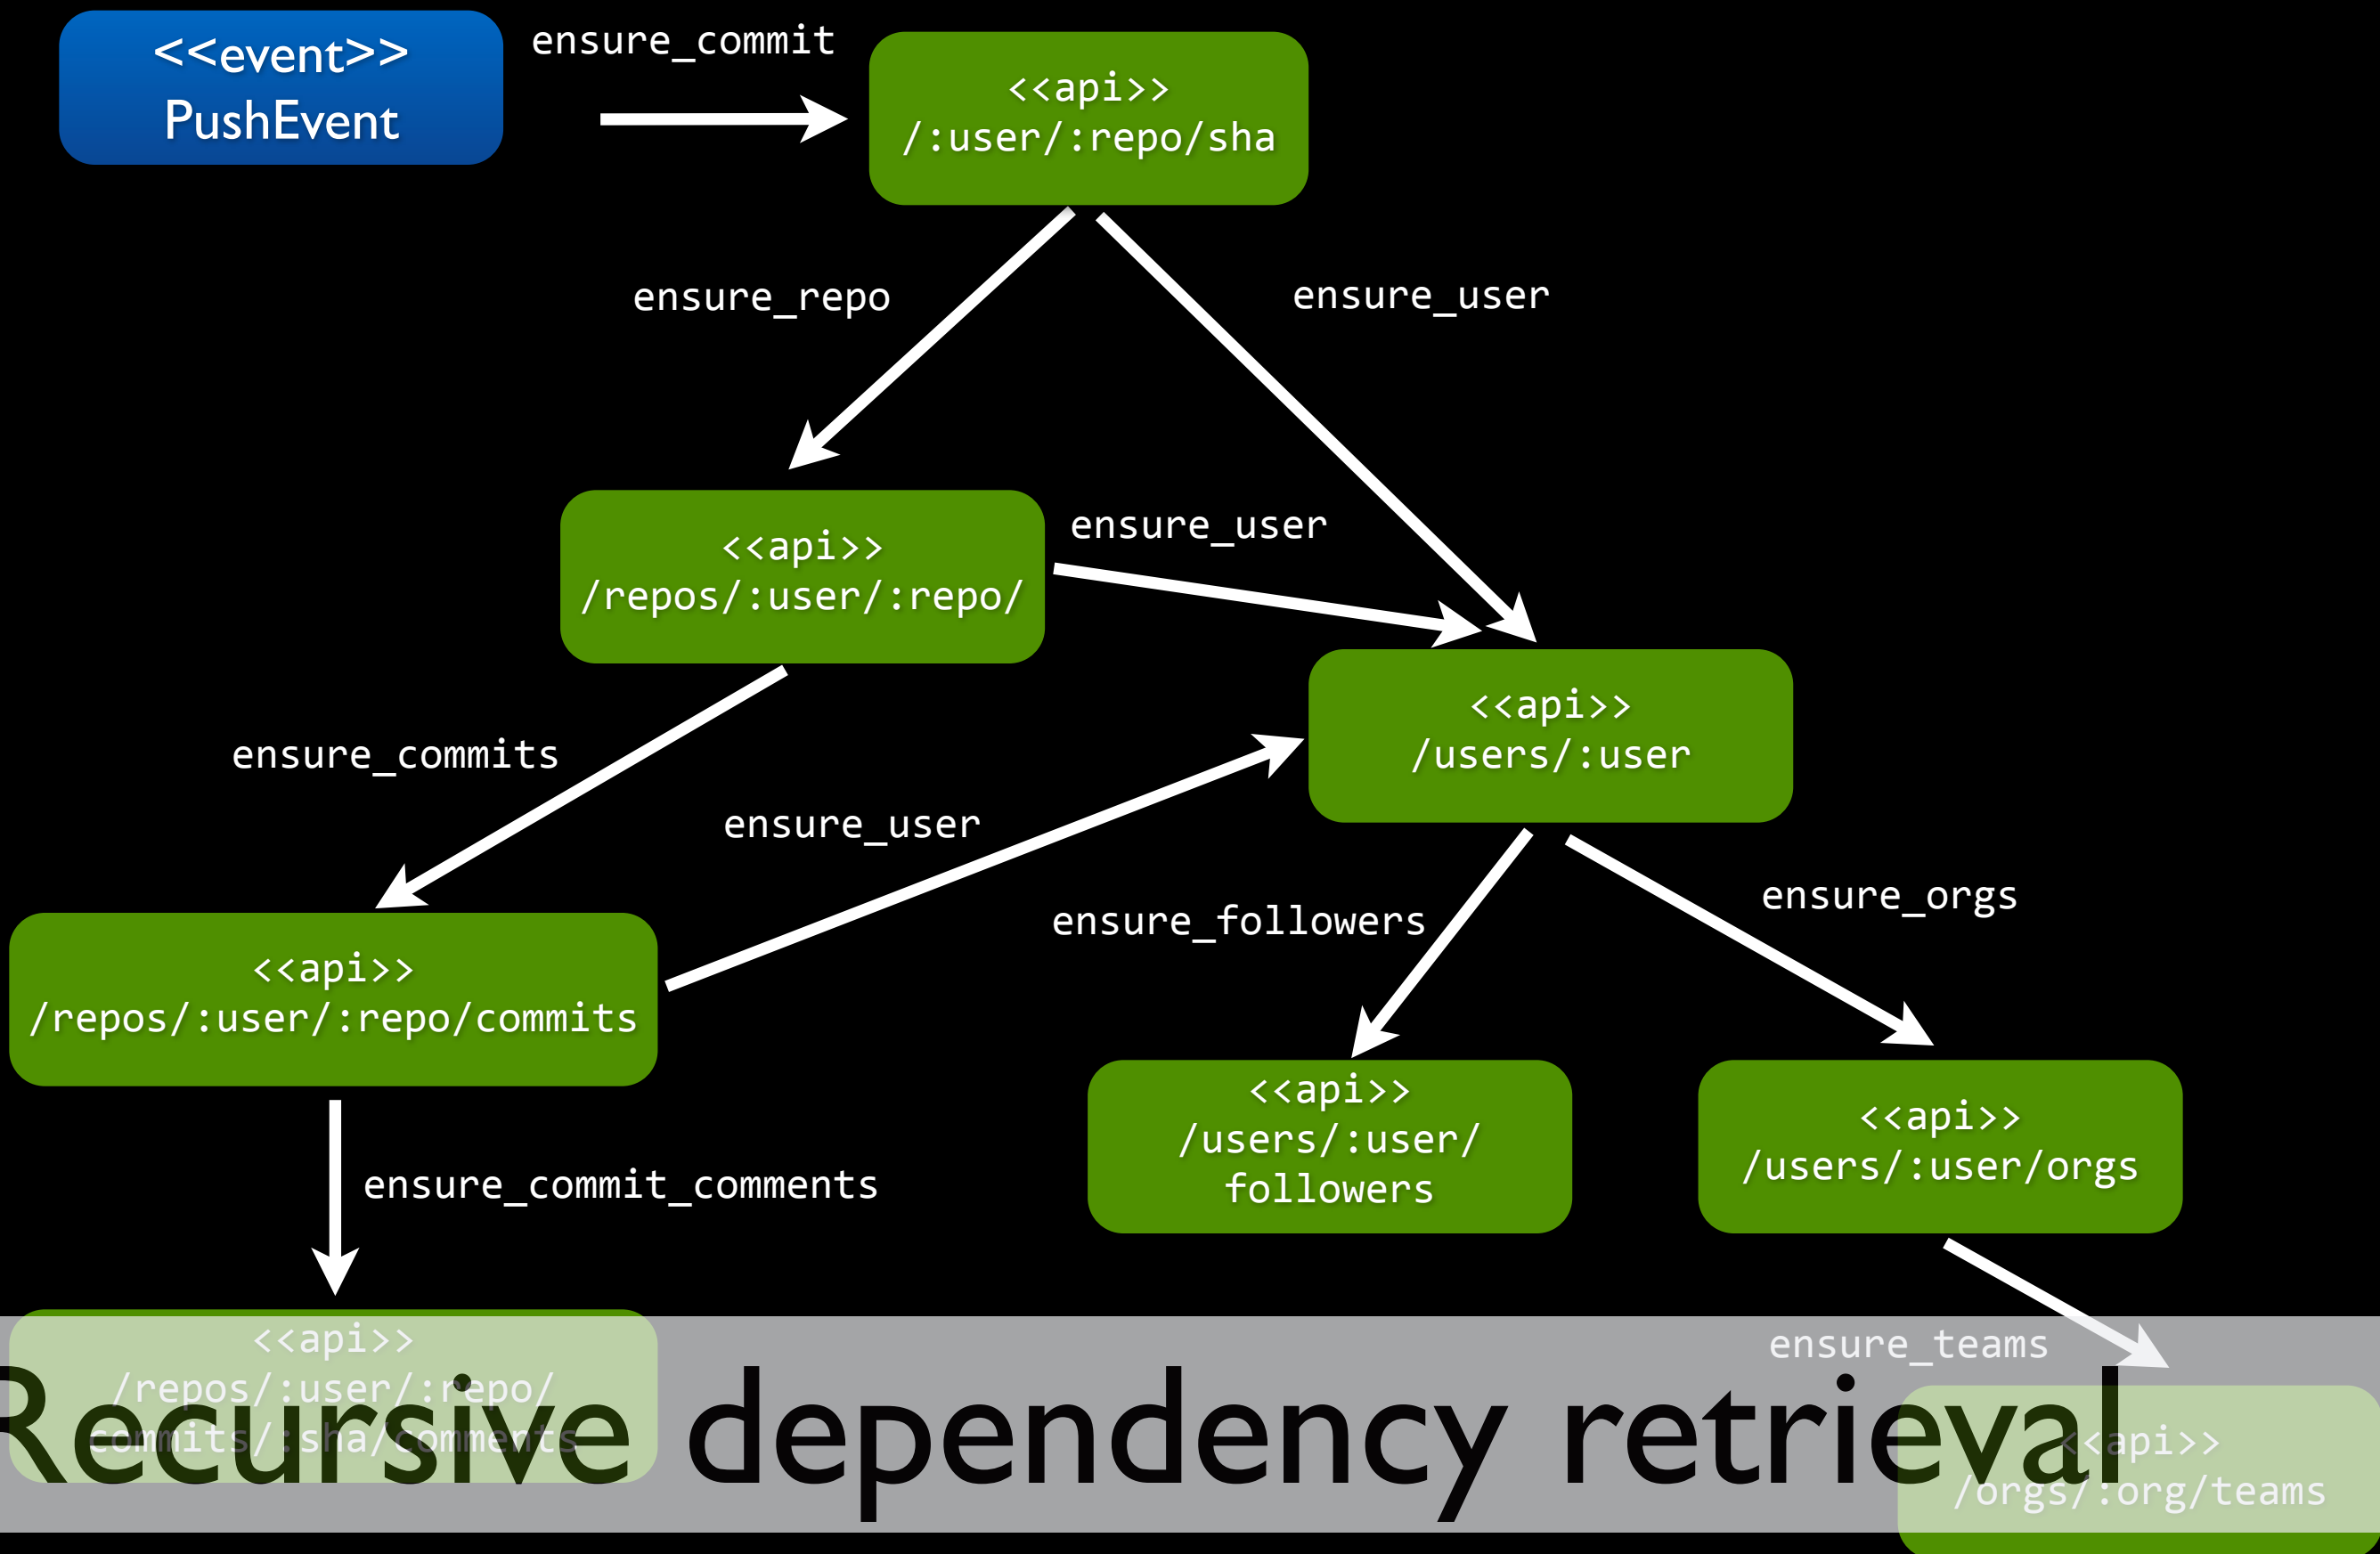 <<event>>
PushEvent
ensure_commit
<<api>>
/:user/:repo/sha
ensure_repo
ensure_user
<<api>>
/repos/:user/:repo/
ensure_user
<<api>>
/users/:user
ensure_commits
ensure_user
<<api>>
/repos/:user/:repo/commits
ensure_followers
ensure_orgs
<<api>>
/users/:user/
followers
<<api>>
/users/:user/orgs
ensure_commit_comments
<<api>>
/repos/:user/:repo/
commits/:sha/comments
ensure_teams
<<api>>
/orgs/:org/teams
Recursive dependency retrieval